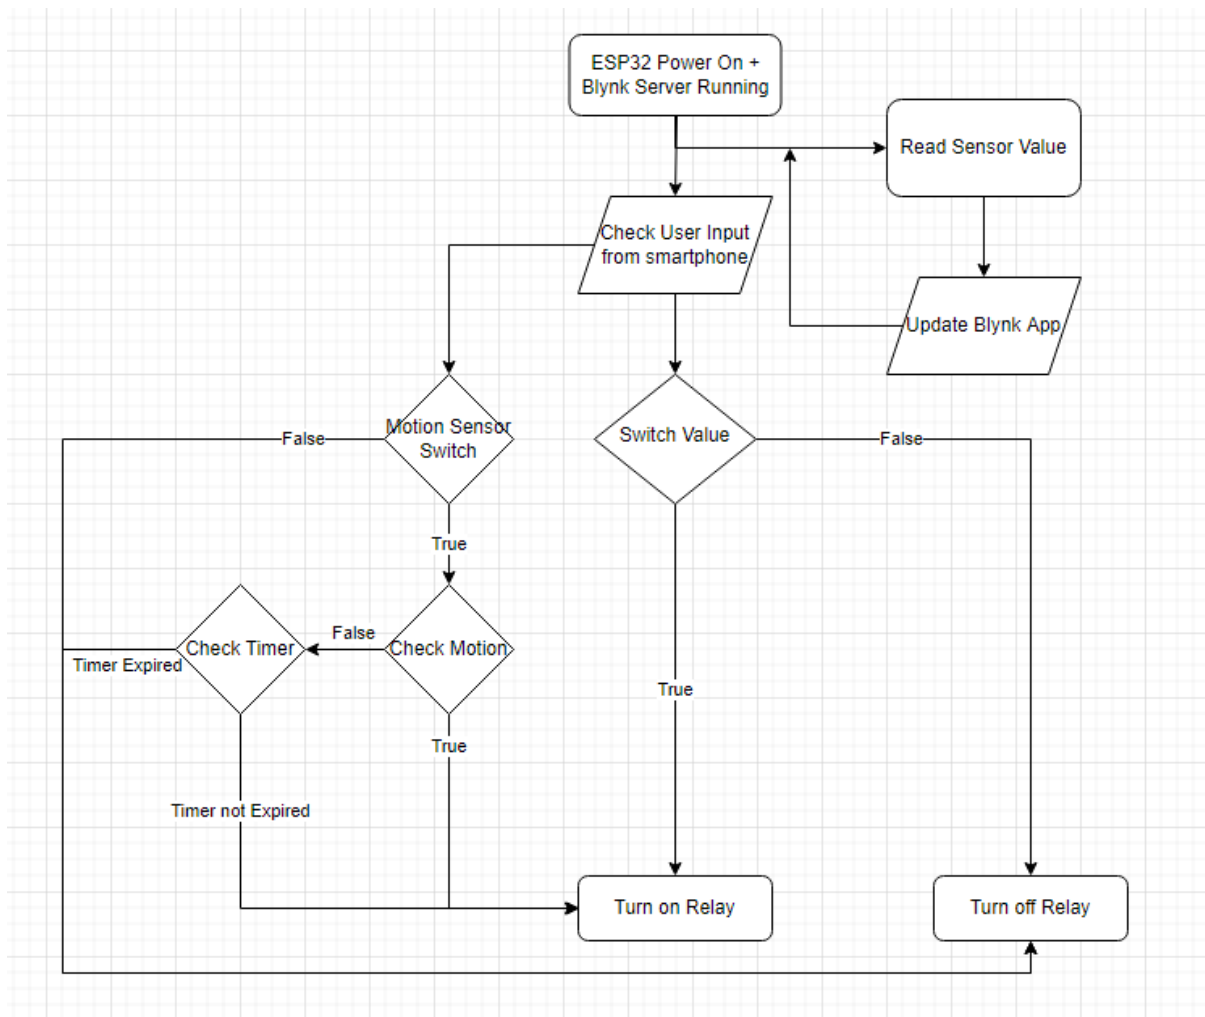 ESP32 Power On +
Blynk Server Running
Read Sensor Value
Check User Input
from smartphone
Update Blynk App
Motion Sensor
Switch
Switch Value
False
False
True
False
Check Timer
Check Motion
Timer Expired
True
True
Timer not Expired
Turn on Relay
Turn off Relay